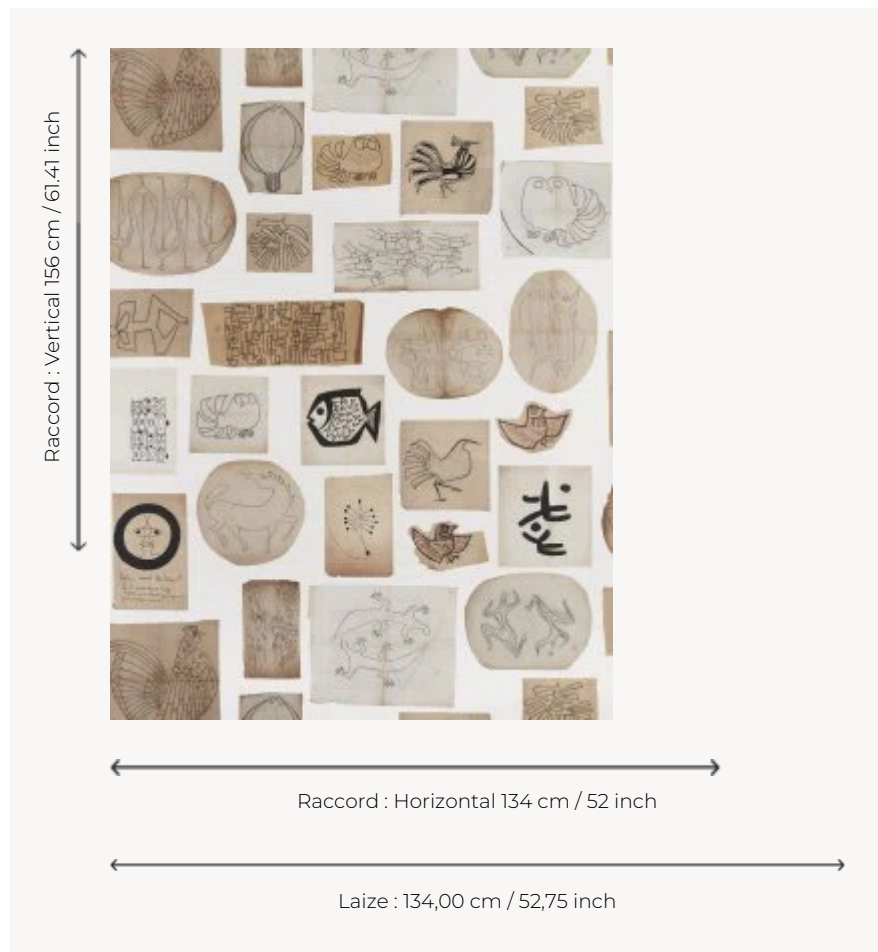 Raccord : Vertical 156 cm / 61.41 inch
Raccord : Horizontal 134 cm / 52 inch
Laize : 134,00 cm / 52,75 inch